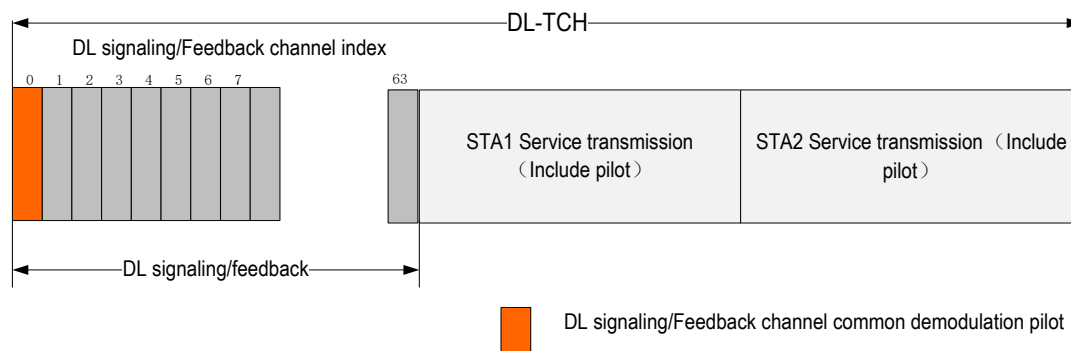 DL-TCH
DL signaling/Feedback channel index
0 1 2 3 4 5 6 7 63
STA1 Service transmission
（Include pilot）
STA2 Service transmission （Include
pilot）
DL signaling/feedback
DL signaling/Feedback channel common demodulation pilot